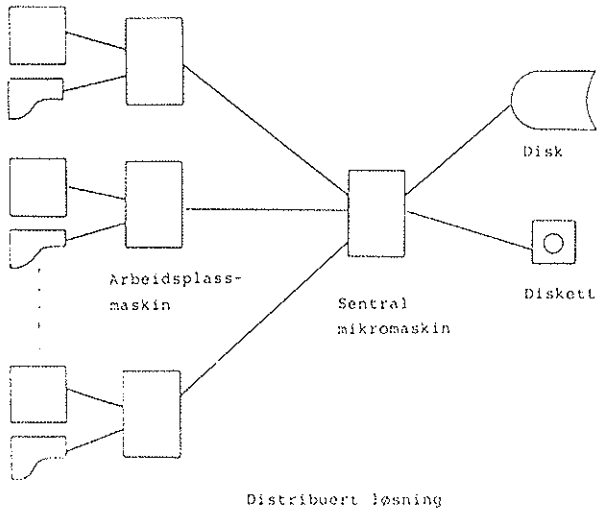 Disk
Arbeidsplass-
maskin
Sentral
mikromaskin
Diskett
Distribuert løsning